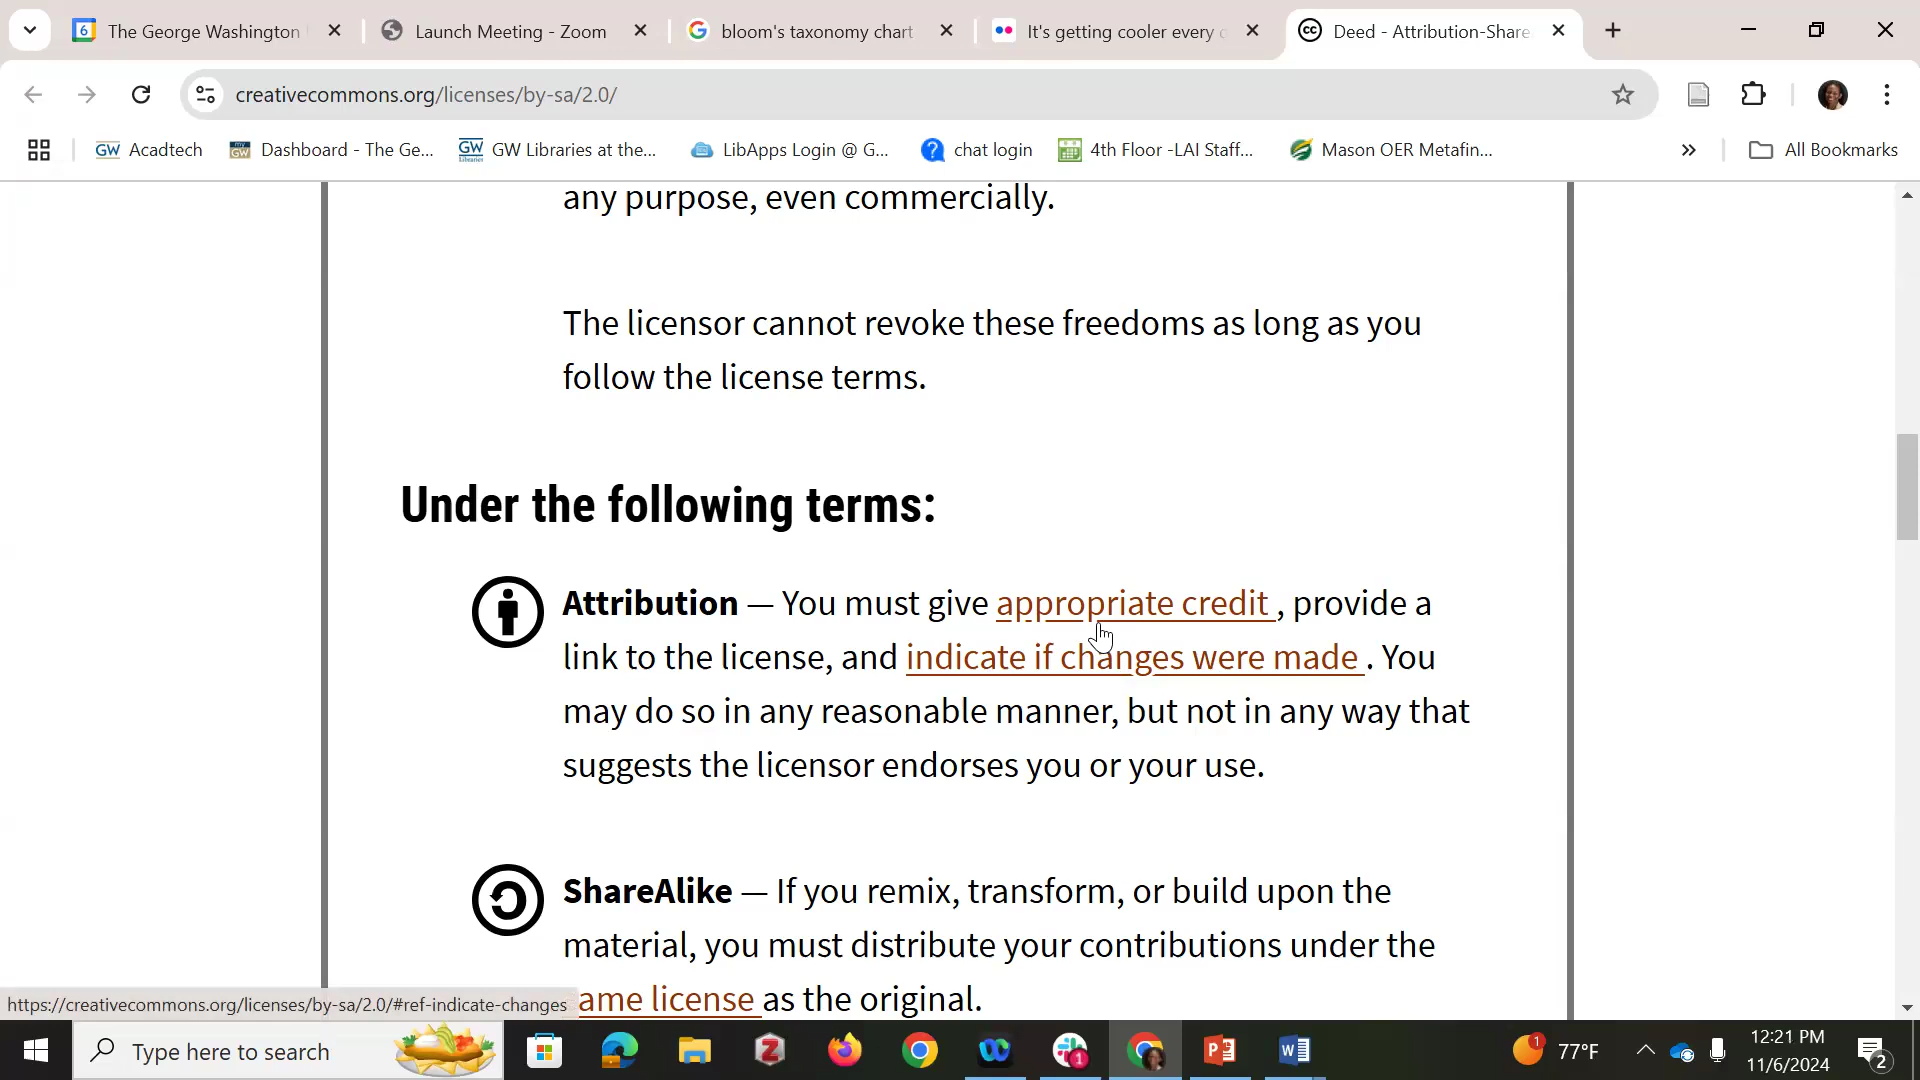 6 The George Washington
Launch Meeting - Zoom
bloom's taxonomy chart
It's getting cooler every
Deed - Attribution-Share
creativecommons.org/licenses/by-sa/2.0/
GW Acadtech
Dashboard - The Ge...
GW Libraries GW Libraries at the...
LibApps Login @ G...
chat login
4th Floor -LAI Staff...
Mason OER Metafin...
All Bookmarks
any purpose, even commercially.
The licensor cannot revoke these freedoms as long as you
follow the license terms.
Under the following terms:
Attribution — You must give appropriate credit , provide a
link to the license, and indicate if changes were made . You
may do so in any reasonable manner, but not in any way that
suggests the licensor endorses you or your use.
ShareAlike — If you remix, transform, or build upon the
material, you must distribute your contributions under the
ame license as the original.
https://creativecommons.org/licenses/by-sa/2.0/#ref-indicate-changes
Type here to search
1
1
77°F
12:21 PM
11/6/2024
2